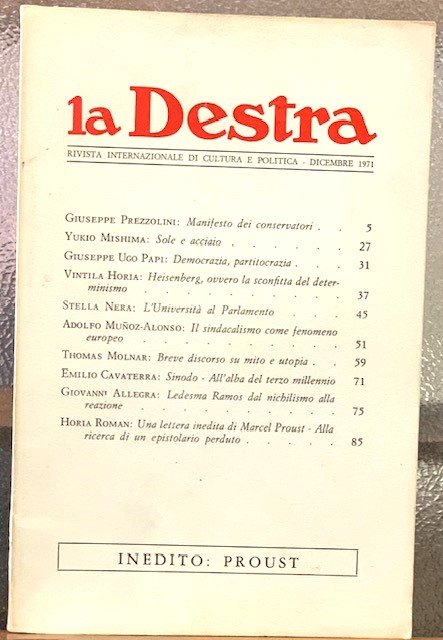 la Destra
RIVISTA INTERNAZIONALE DI CULTURA E POLITICA - DICEMBRE 1971
GIUSEPPE PREZZOLINI: Manifesto dei conservatori . . 5
YUKIO MISHIMA: Sole e acciaio . . . . . . 27
GIUSEPPE UGO PAPI: Democrazia, partitocrazia . . . 31
VINTILA HORIA: Heisenberg, ovvero la sconfitta del deter-
minismo . . . . . . . . . . 37
STELLA NERA: L'Università al Parlamento . . . . 45
ADOLFO MUÑOZ-ALONSO: Il sindacalismo come fenomeno
europeo . . . . . . . . . . 51
THOMAS MOLNAR: Breve discorso su mito e utopia . . 59
EMILIO CAVATERRA: Sinodo - All'alba del terzo millennio 71
GIOVANNI ALLEGRA: Ledesma Ramos dal nichilismo alla
reazione . . . . . . . . . . 75
HORIA ROMAN: Una lettera inedita di Marcel Proust - Alla
ricerca di un epistolario perduto . . . . . 85
INEDITO: PROUST